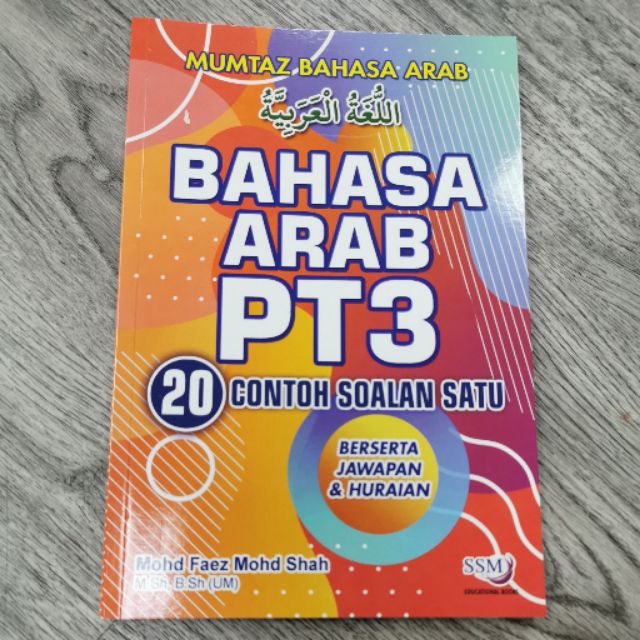 MUMTAZ BAHASA ARAB
اللُّغَةُ الْعَرَبِيَّةُ
BAHASA
ARAB
PT3
20 CONTOH SOALAN SATU
BERSERTA
JAWAPAN
& HURAIAN
Mohd Faez Mohd Shah
M.Sh, B.Sh (UM)
SSM
EDUCATIONAL BOOKS